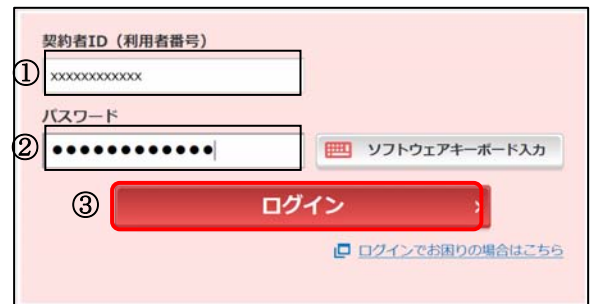 契約者ID（利用者番号）
① xxxxxxxxxxxx
パスワード
② ●●●●●●●●●●●● ソフトウェアキーボード入力
③ ログイン
ログインでお困りの場合はこちら